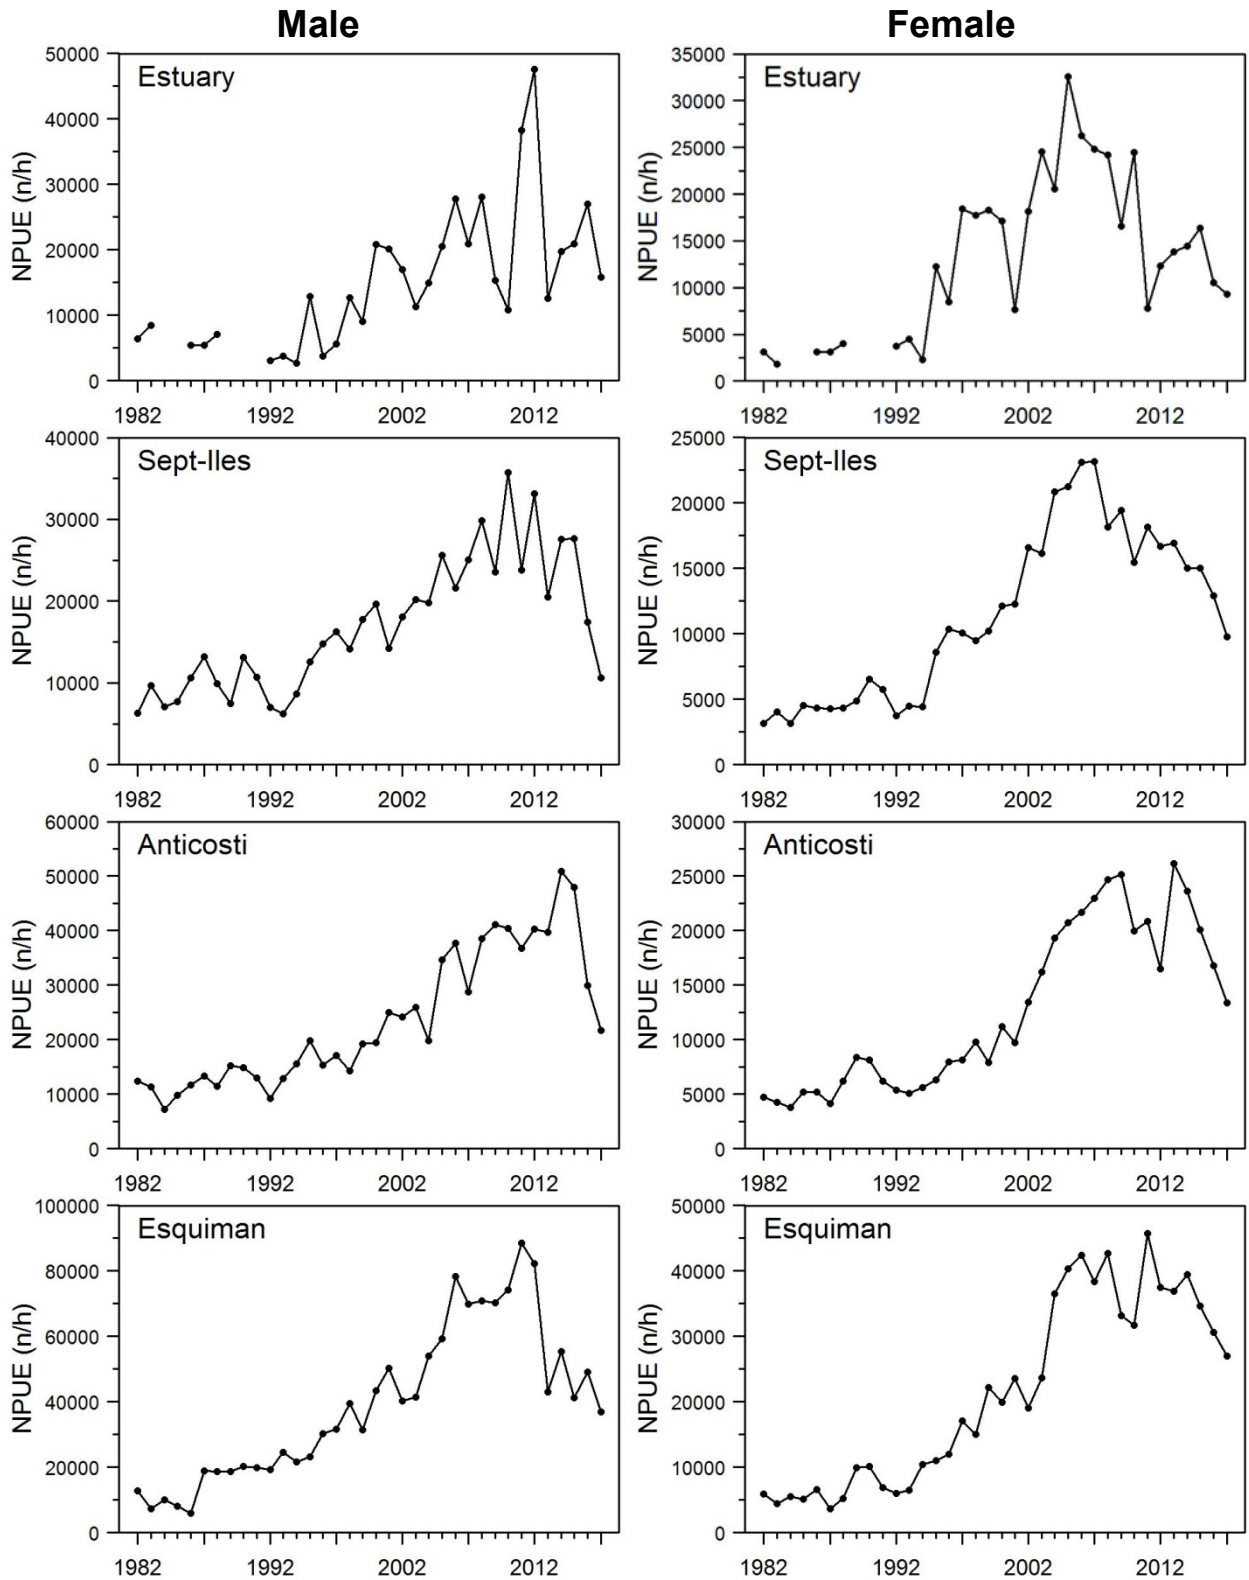 Male Female
50000 35000
Estuary Estuary
40000 30000
25000
30000 20000
NPUE (n/h) NPUE (n/h)
20000 15000
10000 10000
5000
0 0
1982 1992 2002 2012 1982 1992 2002 2012
40000 25000
Sept-Iles Sept-Iles
30000 20000
NPUE (n/h) NPUE (n/h)
20000 15000
10000 10000
5000
0 0
1982 1992 2002 2012 1982 1992 2002 2012
60000 30000
Anticosti Anticosti
50000 25000
40000 20000
NPUE (n/h) NPUE (n/h)
30000 15000
20000 10000
10000 5000
0 0
1982 1992 2002 2012 1982 1992 2002 2012
100000 50000
Esquiman Esquiman
80000 40000
60000 30000
NPUE (n/h) NPUE (n/h)
40000 20000
20000 10000
0 0
1982 1992 2002 2012 1982 1992 2002 2012